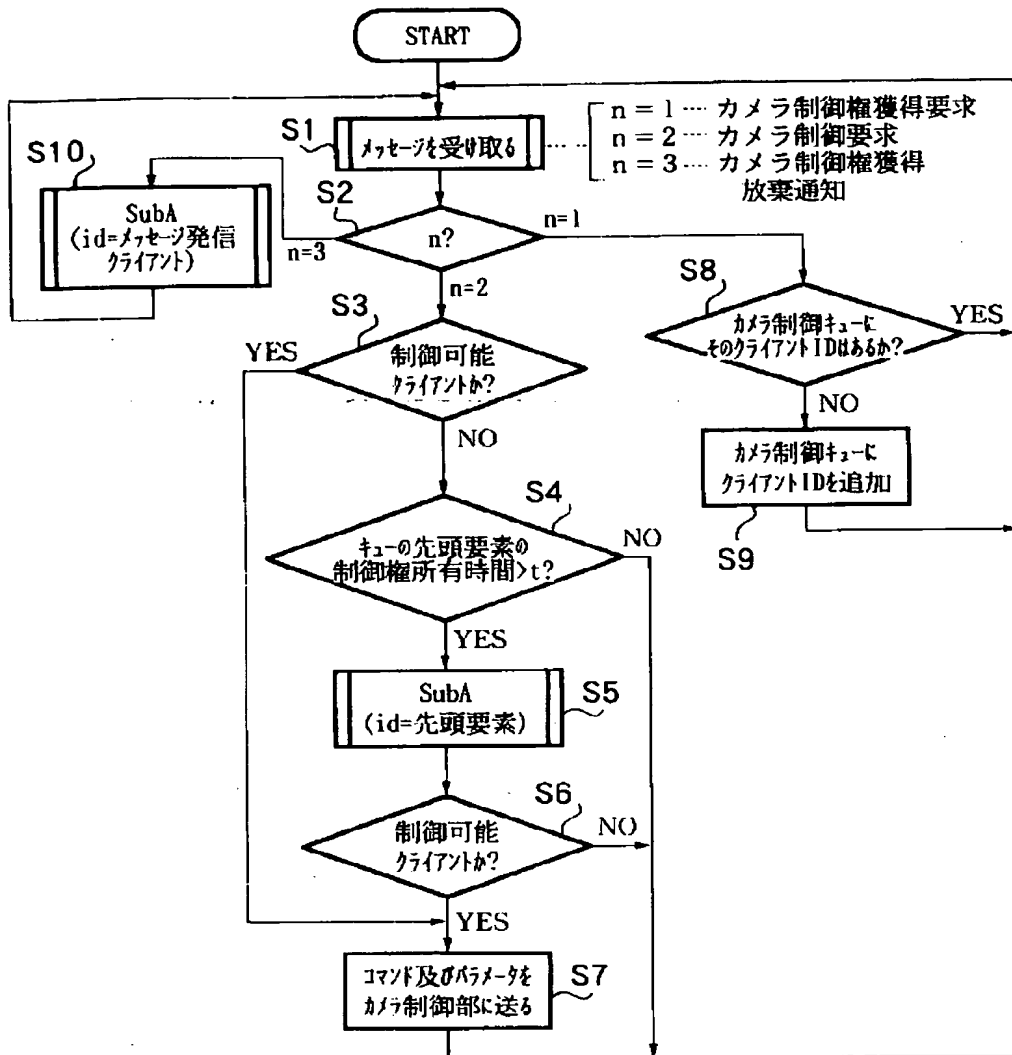 START
S1
メッセージを受け取る
n = 1 ···· カメラ制御権獲得要求
n = 2 ···· カメラ制御要求
n = 3 ···· カメラ制御権獲得
放棄通知
S10
SubA
(id=メッセージ発信
クライアント)
S2
n?
n=3
n=1
n=2
S3
YES
制御可能
クライアントか?
NO
S8
カメラ制御キューに
そのクライアントIDはあるか?
YES
NO
カメラ制御キューに
クライアントIDを追加
S9
S4
キューの先頭要素の
制御権所有時間>t?
NO
YES
SubA
(id=先頭要素)
S5
S6
制御可能
クライアントか?
NO
YES
コマンド及びパラメータを
カメラ制御部に送る
S7